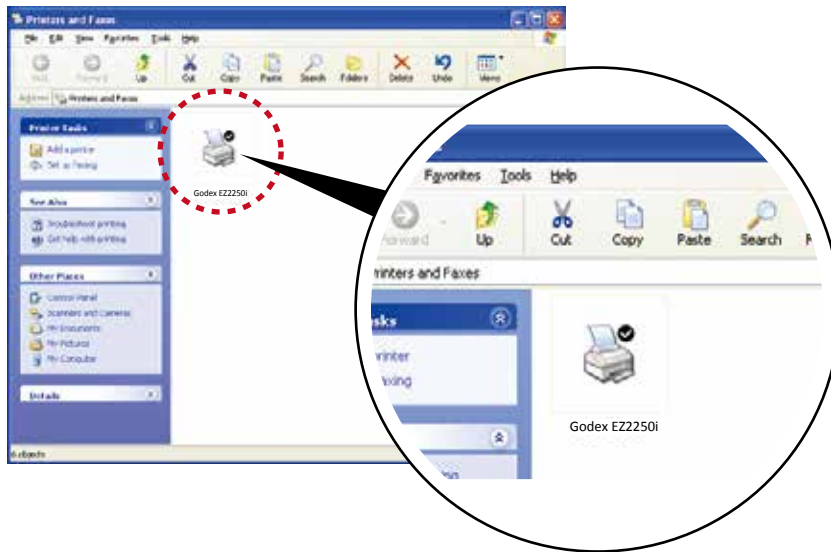 Printers and Faxes
File Edit View Favorites Tools Help
Back Forward Up Cut Copy Paste Search Folders Delete Undo Views
Address Printers and Faxes
Printer Tasks
Add a printer
Set up faxing
See Also
Troubleshoot printing
Get help with printing
Other Places
Control Panel
Scanners and Cameras
My Documents
My Pictures
My Computer
Details
6 objects
Godex EZ2250i
Favorites Tools Help
Forward Up Cut Copy Paste Search F
rinters and Faxes
sks
rinter
axing
Godex EZ2250i